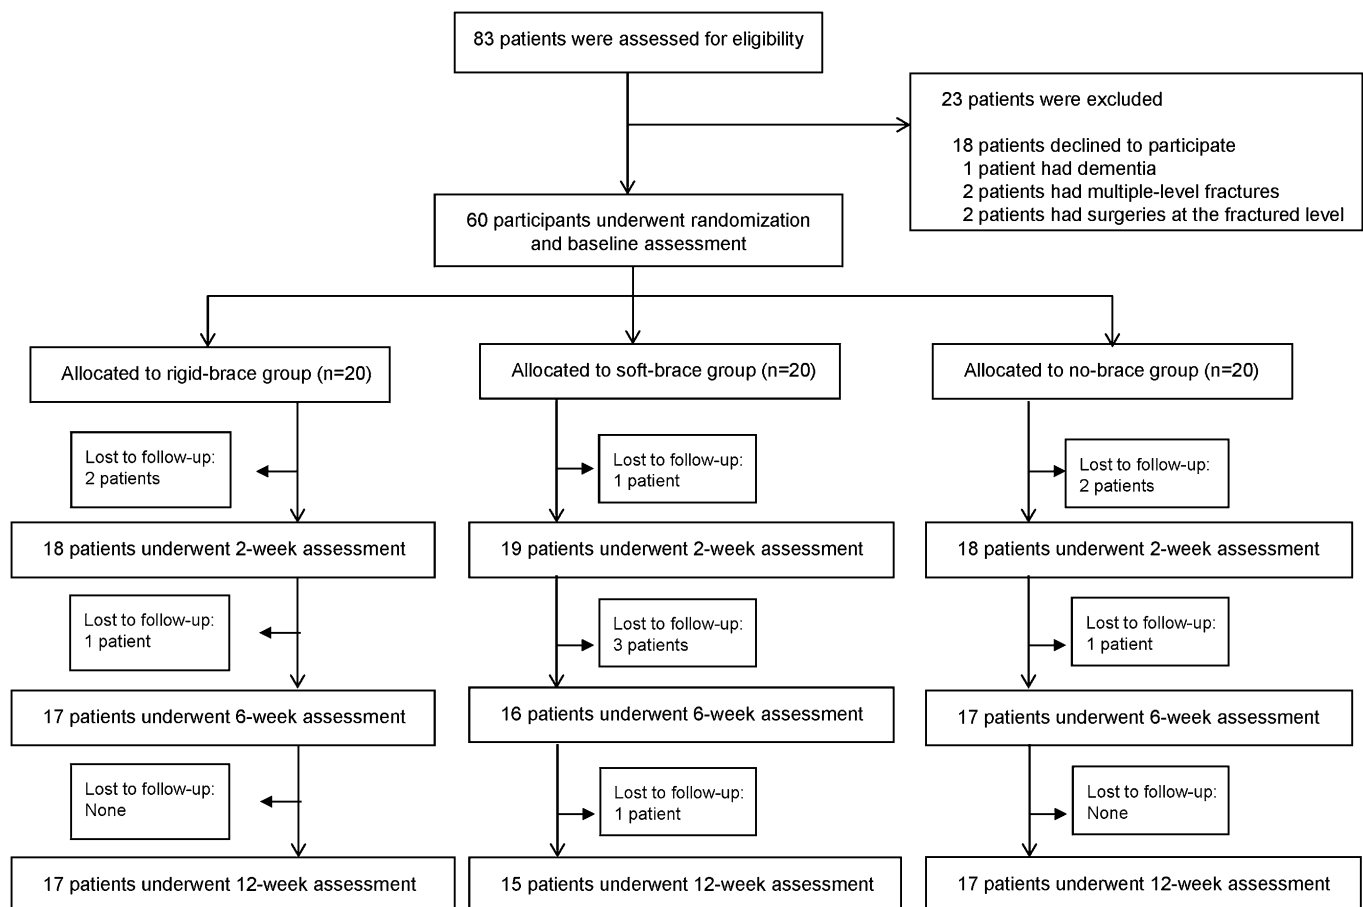 83 patients were assessed for eligibility
23 patients were excluded
18 patients declined to participate
1 patient had dementia
2 patients had multiple-level fractures
2 patients had surgeries at the fractured level
60 participants underwent randomization
and baseline assessment
Allocated to rigid-brace group (n=20)
Allocated to soft-brace group (n=20)
Allocated to no-brace group (n=20)
Lost to follow-up:
2 patients
Lost to follow-up:
1 patient
Lost to follow-up:
2 patients
18 patients underwent 2-week assessment
19 patients underwent 2-week assessment
18 patients underwent 2-week assessment
Lost to follow-up:
1 patient
Lost to follow-up:
3 patients
Lost to follow-up:
1 patient
17 patients underwent 6-week assessment
16 patients underwent 6-week assessment
17 patients underwent 6-week assessment
Lost to follow-up:
None
Lost to follow-up:
1 patient
Lost to follow-up:
None
17 patients underwent 12-week assessment
15 patients underwent 12-week assessment
17 patients underwent 12-week assessment